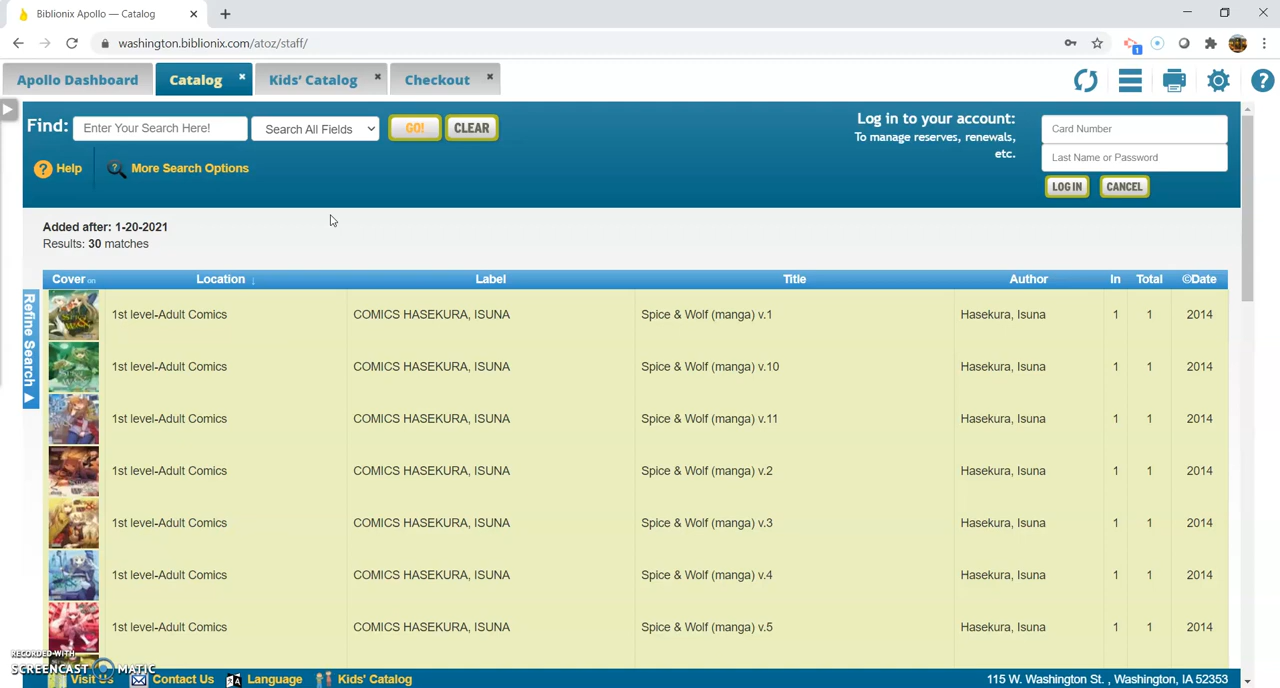 Biblionix Apollo — Catalog
washington.biblionix.com/atoz/staff/
1
Apollo Dashboard Catalog Kids' Catalog Checkout
Find: Enter Your Search Here! Search All Fields GO! CLEAR
Help More Search Options
Log in to your account:
To manage reserves, renewals,
etc.
Card Number
Last Name or Password
LOG IN CANCEL
Added after: 1-20-2021
Results: 30 matches
Refine Search
Cover on Location ↓ Label Title Author In Total ©Date
1st level-Adult Comics COMICS HASEKURA, ISUNA Spice & Wolf (manga) v.1 Hasekura, Isuna 1 1 2014
1st level-Adult Comics COMICS HASEKURA, ISUNA Spice & Wolf (manga) v.10 Hasekura, Isuna 1 1 2014
1st level-Adult Comics COMICS HASEKURA, ISUNA Spice & Wolf (manga) v.11 Hasekura, Isuna 1 1 2014
1st level-Adult Comics COMICS HASEKURA, ISUNA Spice & Wolf (manga) v.2 Hasekura, Isuna 1 1 2014
1st level-Adult Comics COMICS HASEKURA, ISUNA Spice & Wolf (manga) v.3 Hasekura, Isuna 1 1 2014
1st level-Adult Comics COMICS HASEKURA, ISUNA Spice & Wolf (manga) v.4 Hasekura, Isuna 1 1 2014
1st level-Adult Comics COMICS HASEKURA, ISUNA Spice & Wolf (manga) v.5 Hasekura, Isuna 1 1 2014
RECORDED WITH
SCREENCAST MATIC
Visit Us Contact Us Language Kids' Catalog 115 W. Washington St. , Washington, IA 52353